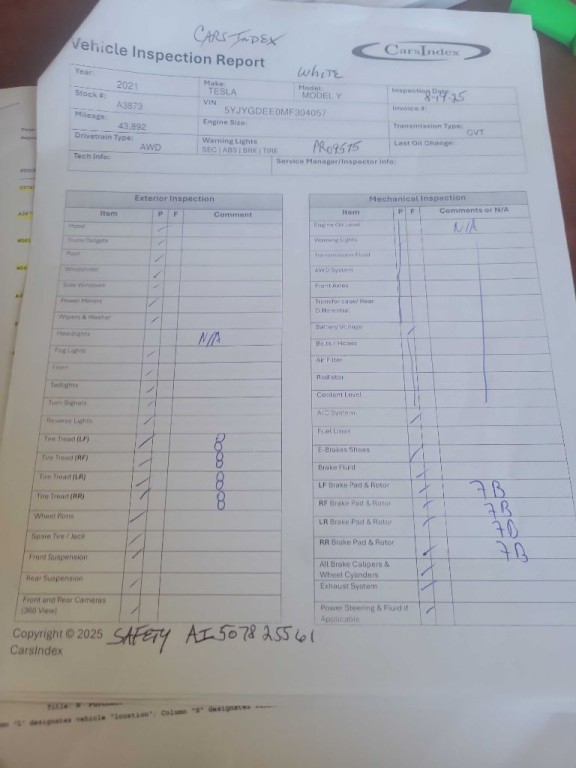 CARS-INDEX
Vehicle Inspection Report
CarsIndex
WHITE
Year: 2021
Make: TESLA
Model: MODEL Y
Inspection Date:
Stock #: A3873
VIN 5YJYGDEE0MF304057
Invoice #:
Mileage: 43,892
Engine Size:
Transmission Type: CVT
Drivetrain Type: AWD
Warning Lights
SEC | ABS | BRK | TIRE
Last Oil Change:
Tech Info:
Service Manager/Inspector Info:
Exterior Inspection
Item P F Comment
Hood
Trunk/Tailgate
Roof
Windshield
Side Windows
Power Mirrors
Wipers & Washer
Headlights N/A
Fog Lights
Taillights
Turn Signals
Reverse Lights
Tire Tread (LF) 8
Tire Tread (RF) 8
Tire Tread (LR) 8
Tire Tread (RR) 8
Wheel Rims
Spare Tire / Jack
Front Suspension
Rear Suspension
Front and Rear Cameras
(360 View)
Mechanical Inspection
Item P F Comments or N/A
Engine Oil Level N/A
Warning Lights
Transmission Fluid
AWD System
Front Axles
Transfer case/ Rear
Differential
Battery Voltage
Belts / Hoses
Air Filter
Radiator
Coolant Level
A/C System
Fuel Lines
E-Brakes Shoes
Brake Fluid
LF Brake Pad & Rotor 7B
RF Brake Pad & Rotor 7B
LR Brake Pad & Rotor 7B
RR Brake Pad & Rotor 7B
All Brake Calipers &
Wheel Cylinders
Exhaust System
Power Steering & Fluid if
Applicable
Copyright © 2025
CarsIndex
SAFETY AI 507825561
designates vehicle "location". Column "S" designates